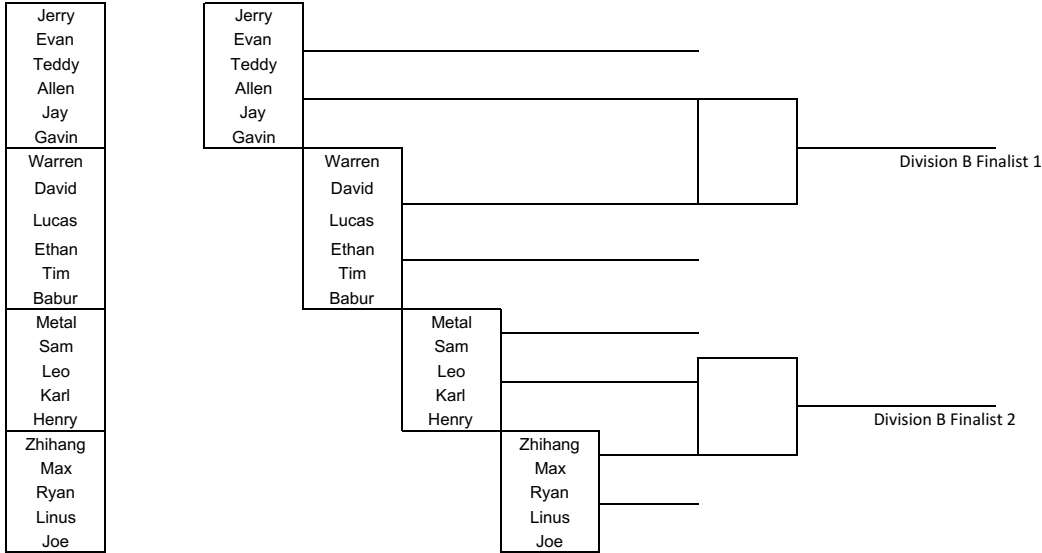 Jerry Jerry
Evan Evan
Teddy Teddy
Allen Allen
Jay Jay
Gavin Gavin
Warren Warren Division B Finalist 1
David David
Lucas Lucas
Ethan Ethan
Tim Tim
Babur Babur
Metal Metal
Sam Sam
Leo Leo
Karl Karl
Henry Henry Division B Finalist 2
Zhihang Zhihang
Max Max
Ryan Ryan
Linus Linus
Joe Joe